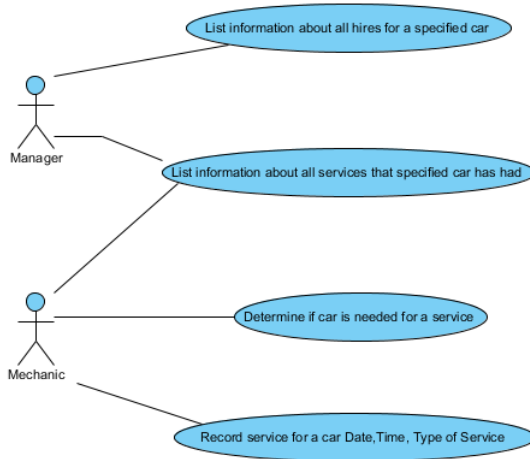 List information about all hires for a specified car
Manager
List information about all services that specified car has had
Determine if car is needed for a service
Mechanic
Record service for a car Date,Time, Type of Service